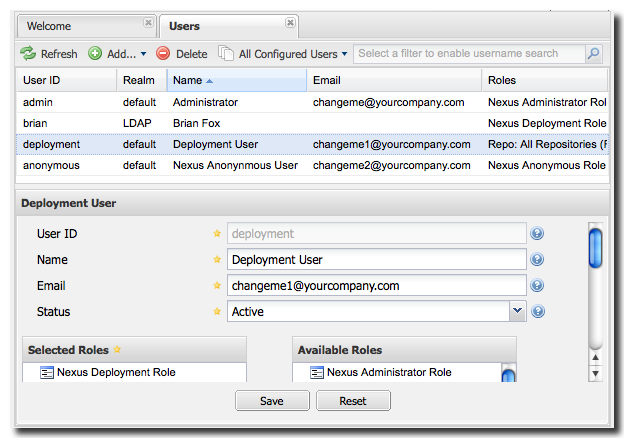 Welcome Users
Refresh Add... Delete All Configured Users Select a filter to enable username search
User ID Realm Name Email Roles
admin default Administrator changeme@yourcompany.com Nexus Administrator Rol
brian LDAP Brian Fox Nexus Deployment Role
deployment default Deployment User changeme1@yourcompany.com Repo: All Repositories (F
anonymous default Nexus Anonynmous User changeme2@yourcompany.com Nexus Anonymous Role
Deployment User
User ID deployment
Name Deployment User
Email changeme1@yourcompany.com
Status Active
Selected Roles Available Roles
Nexus Deployment Role Nexus Administrator Role
Save Reset